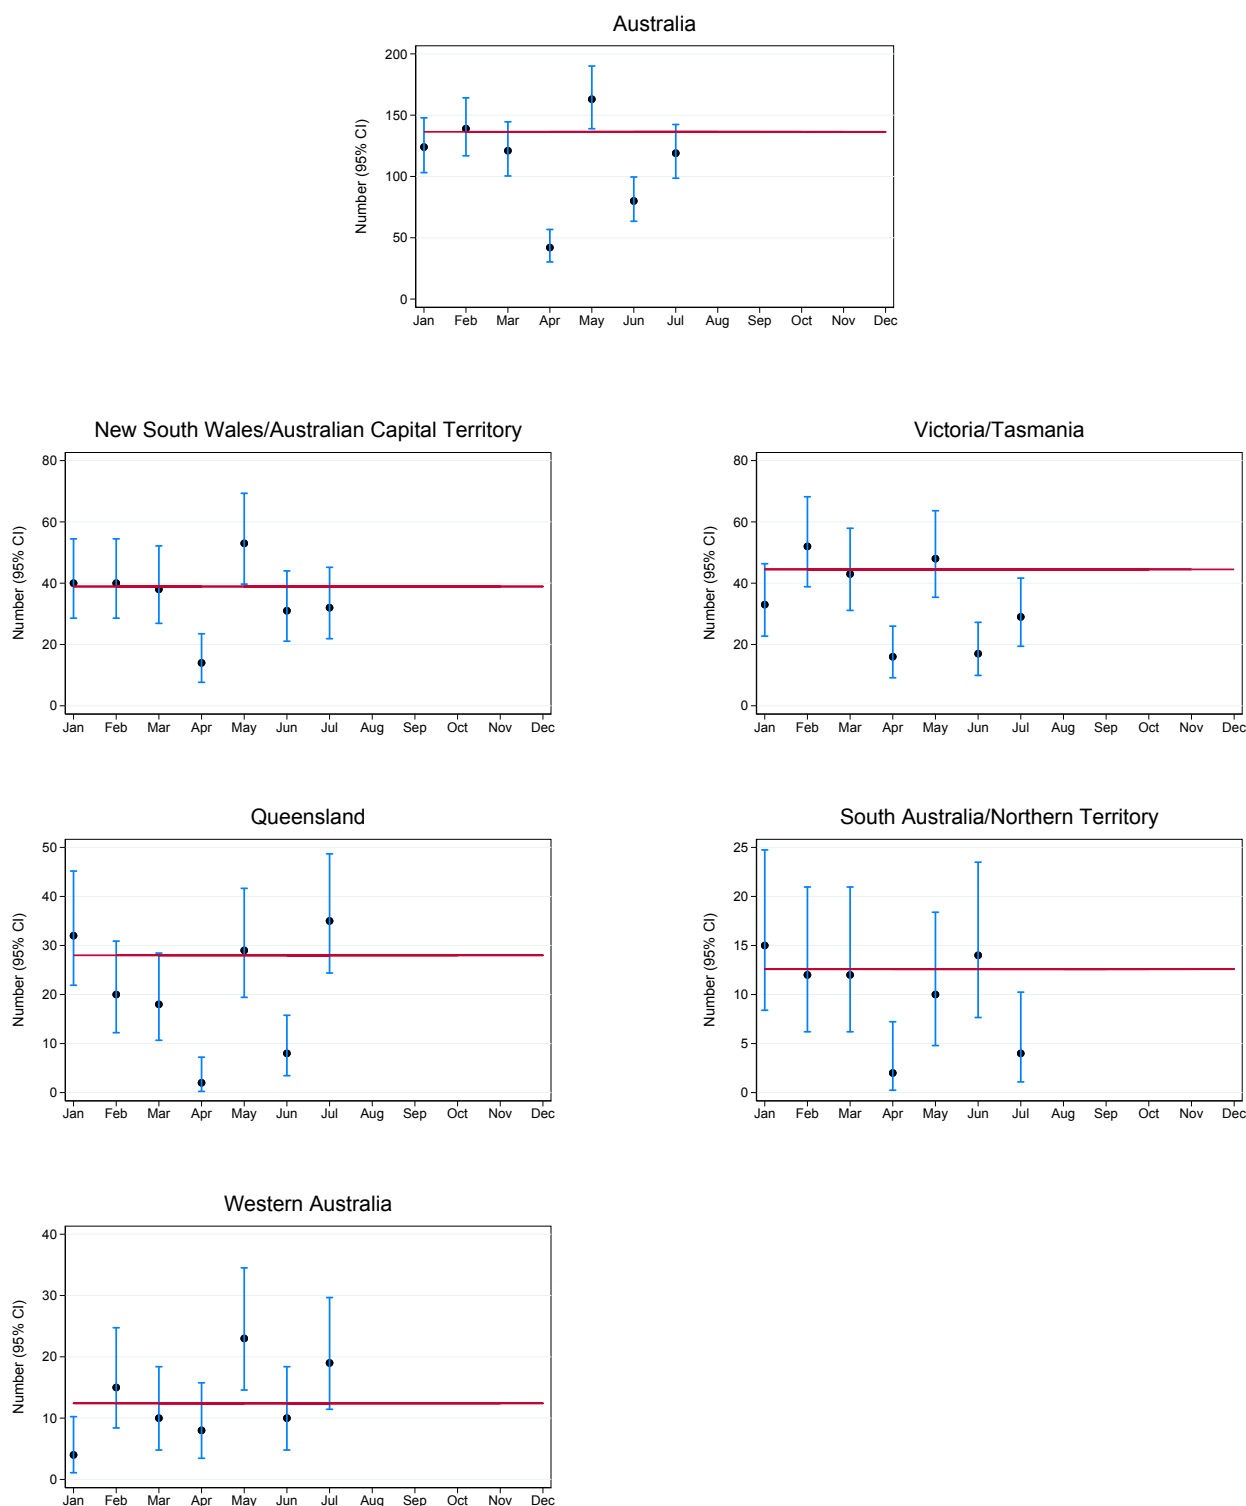 Australia
Number (95% CI)
200
150
100
50
0
Jan Feb Mar Apr May Jun Jul Aug Sep Oct Nov Dec
New South Wales/Australian Capital Territory
Number (95% CI)
80
60
40
20
0
Jan Feb Mar Apr May Jun Jul Aug Sep Oct Nov Dec
Victoria/Tasmania
Number (95% CI)
80
60
40
20
0
Jan Feb Mar Apr May Jun Jul Aug Sep Oct Nov Dec
Queensland
Number (95% CI)
50
40
30
20
10
0
Jan Feb Mar Apr May Jun Jul Aug Sep Oct Nov Dec
South Australia/Northern Territory
Number (95% CI)
25
20
15
10
5
0
Jan Feb Mar Apr May Jun Jul Aug Sep Oct Nov Dec
Western Australia
Number (95% CI)
40
30
20
10
0
Jan Feb Mar Apr May Jun Jul Aug Sep Oct Nov Dec